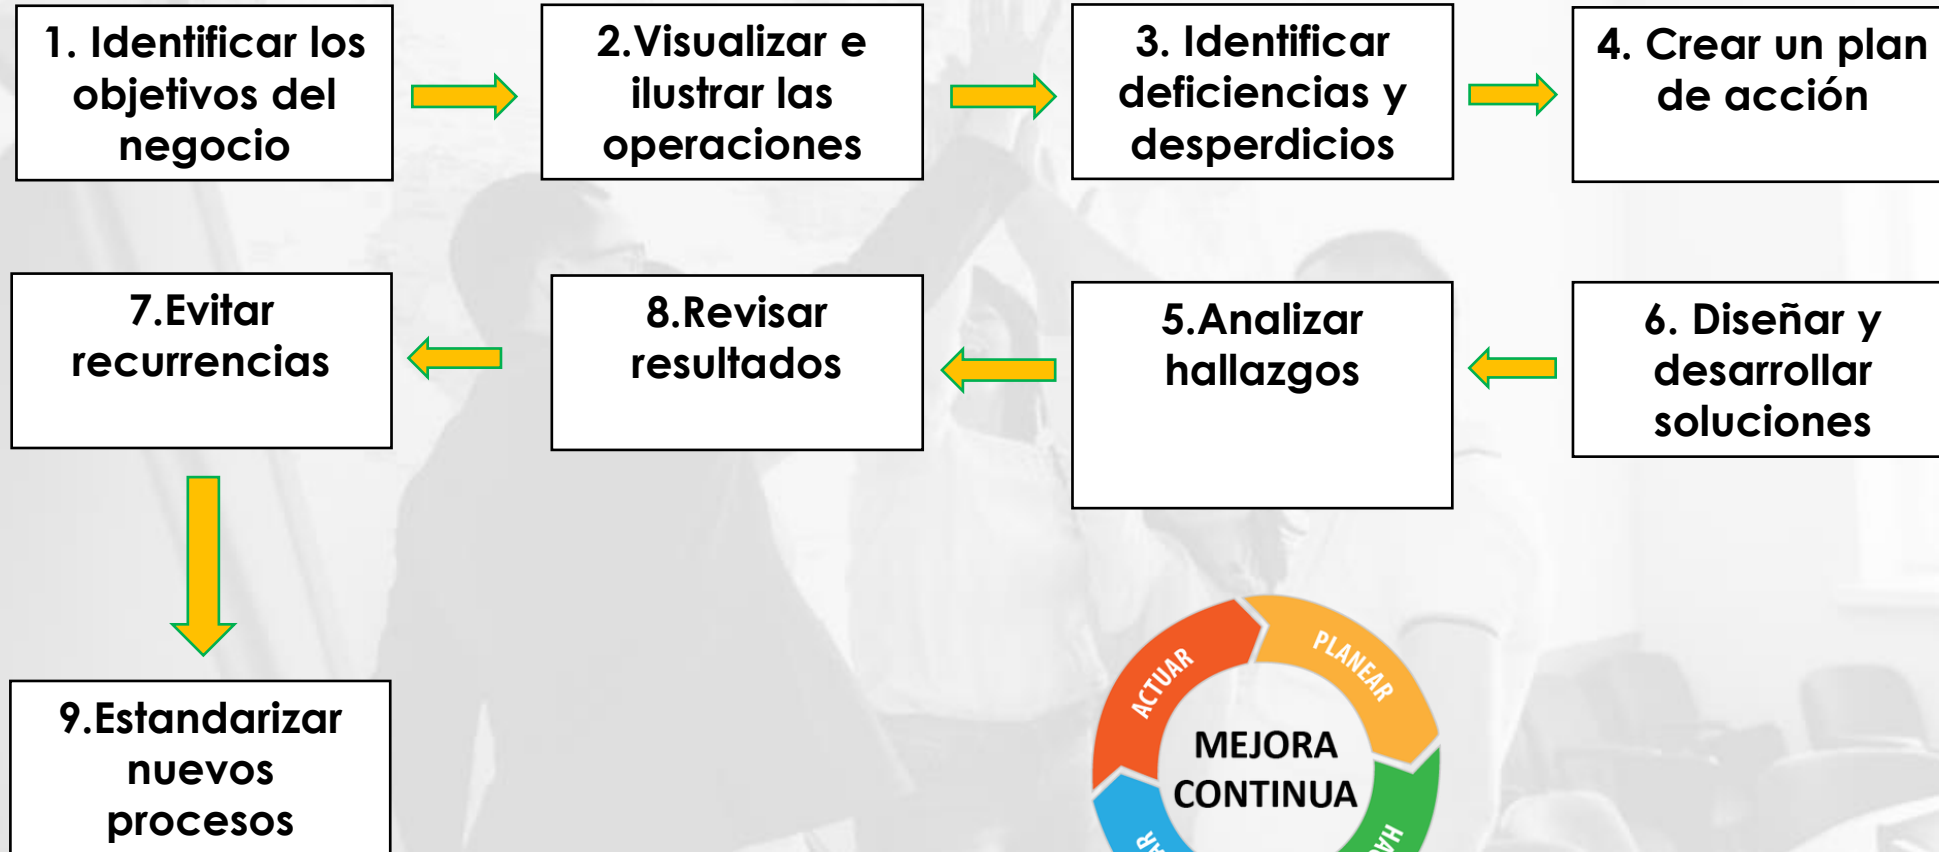 1. Identificar los
objetivos del
negocio
2.Visualizar e
ilustrar las
operaciones
3. Identificar
deficiencias y
desperdicios
4. Crear un plan
de acción
7.Evitar
recurrencias
8.Revisar
resultados
5.Analizar
hallazgos
6. Diseñar y
desarrollar
soluciones
9.Estandarizar
nuevos
procesos
ACTUAR
PLANEAR
MEJORA
CONTINUA